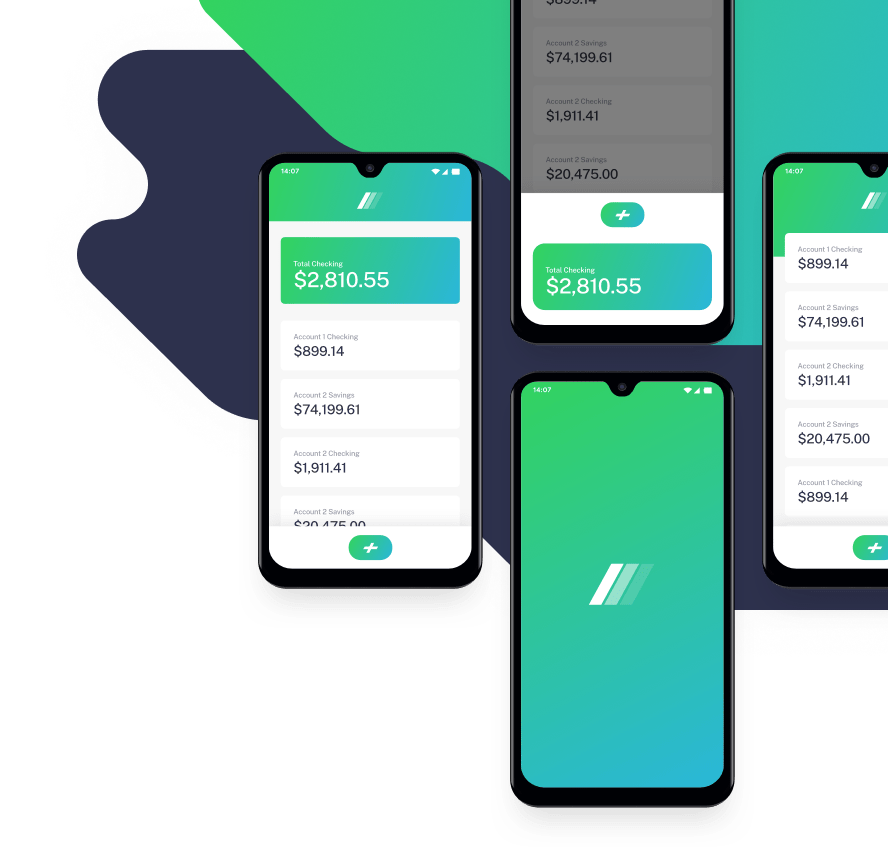 $899.14
Account 2 Savings
$74,199.61
Account 2 Checking
$1,911.41
Account 2 Savings
$20,475.00
Total Checking
$2,810.55
14:07
Total Checking
$2,810.55
Account 1 Checking
$899.14
Account 2 Savings
$74,199.61
Account 2 Checking
$1,911.41
Account 2 Savings
$20,475.00
14:07
Account 1 Checking
$899.14
Account 2 Savings
$74,199.61
Account 2 Checking
$1,911.41
Account 2 Savings
$20,475.00
Account 1 Checking
$899.14
14:07